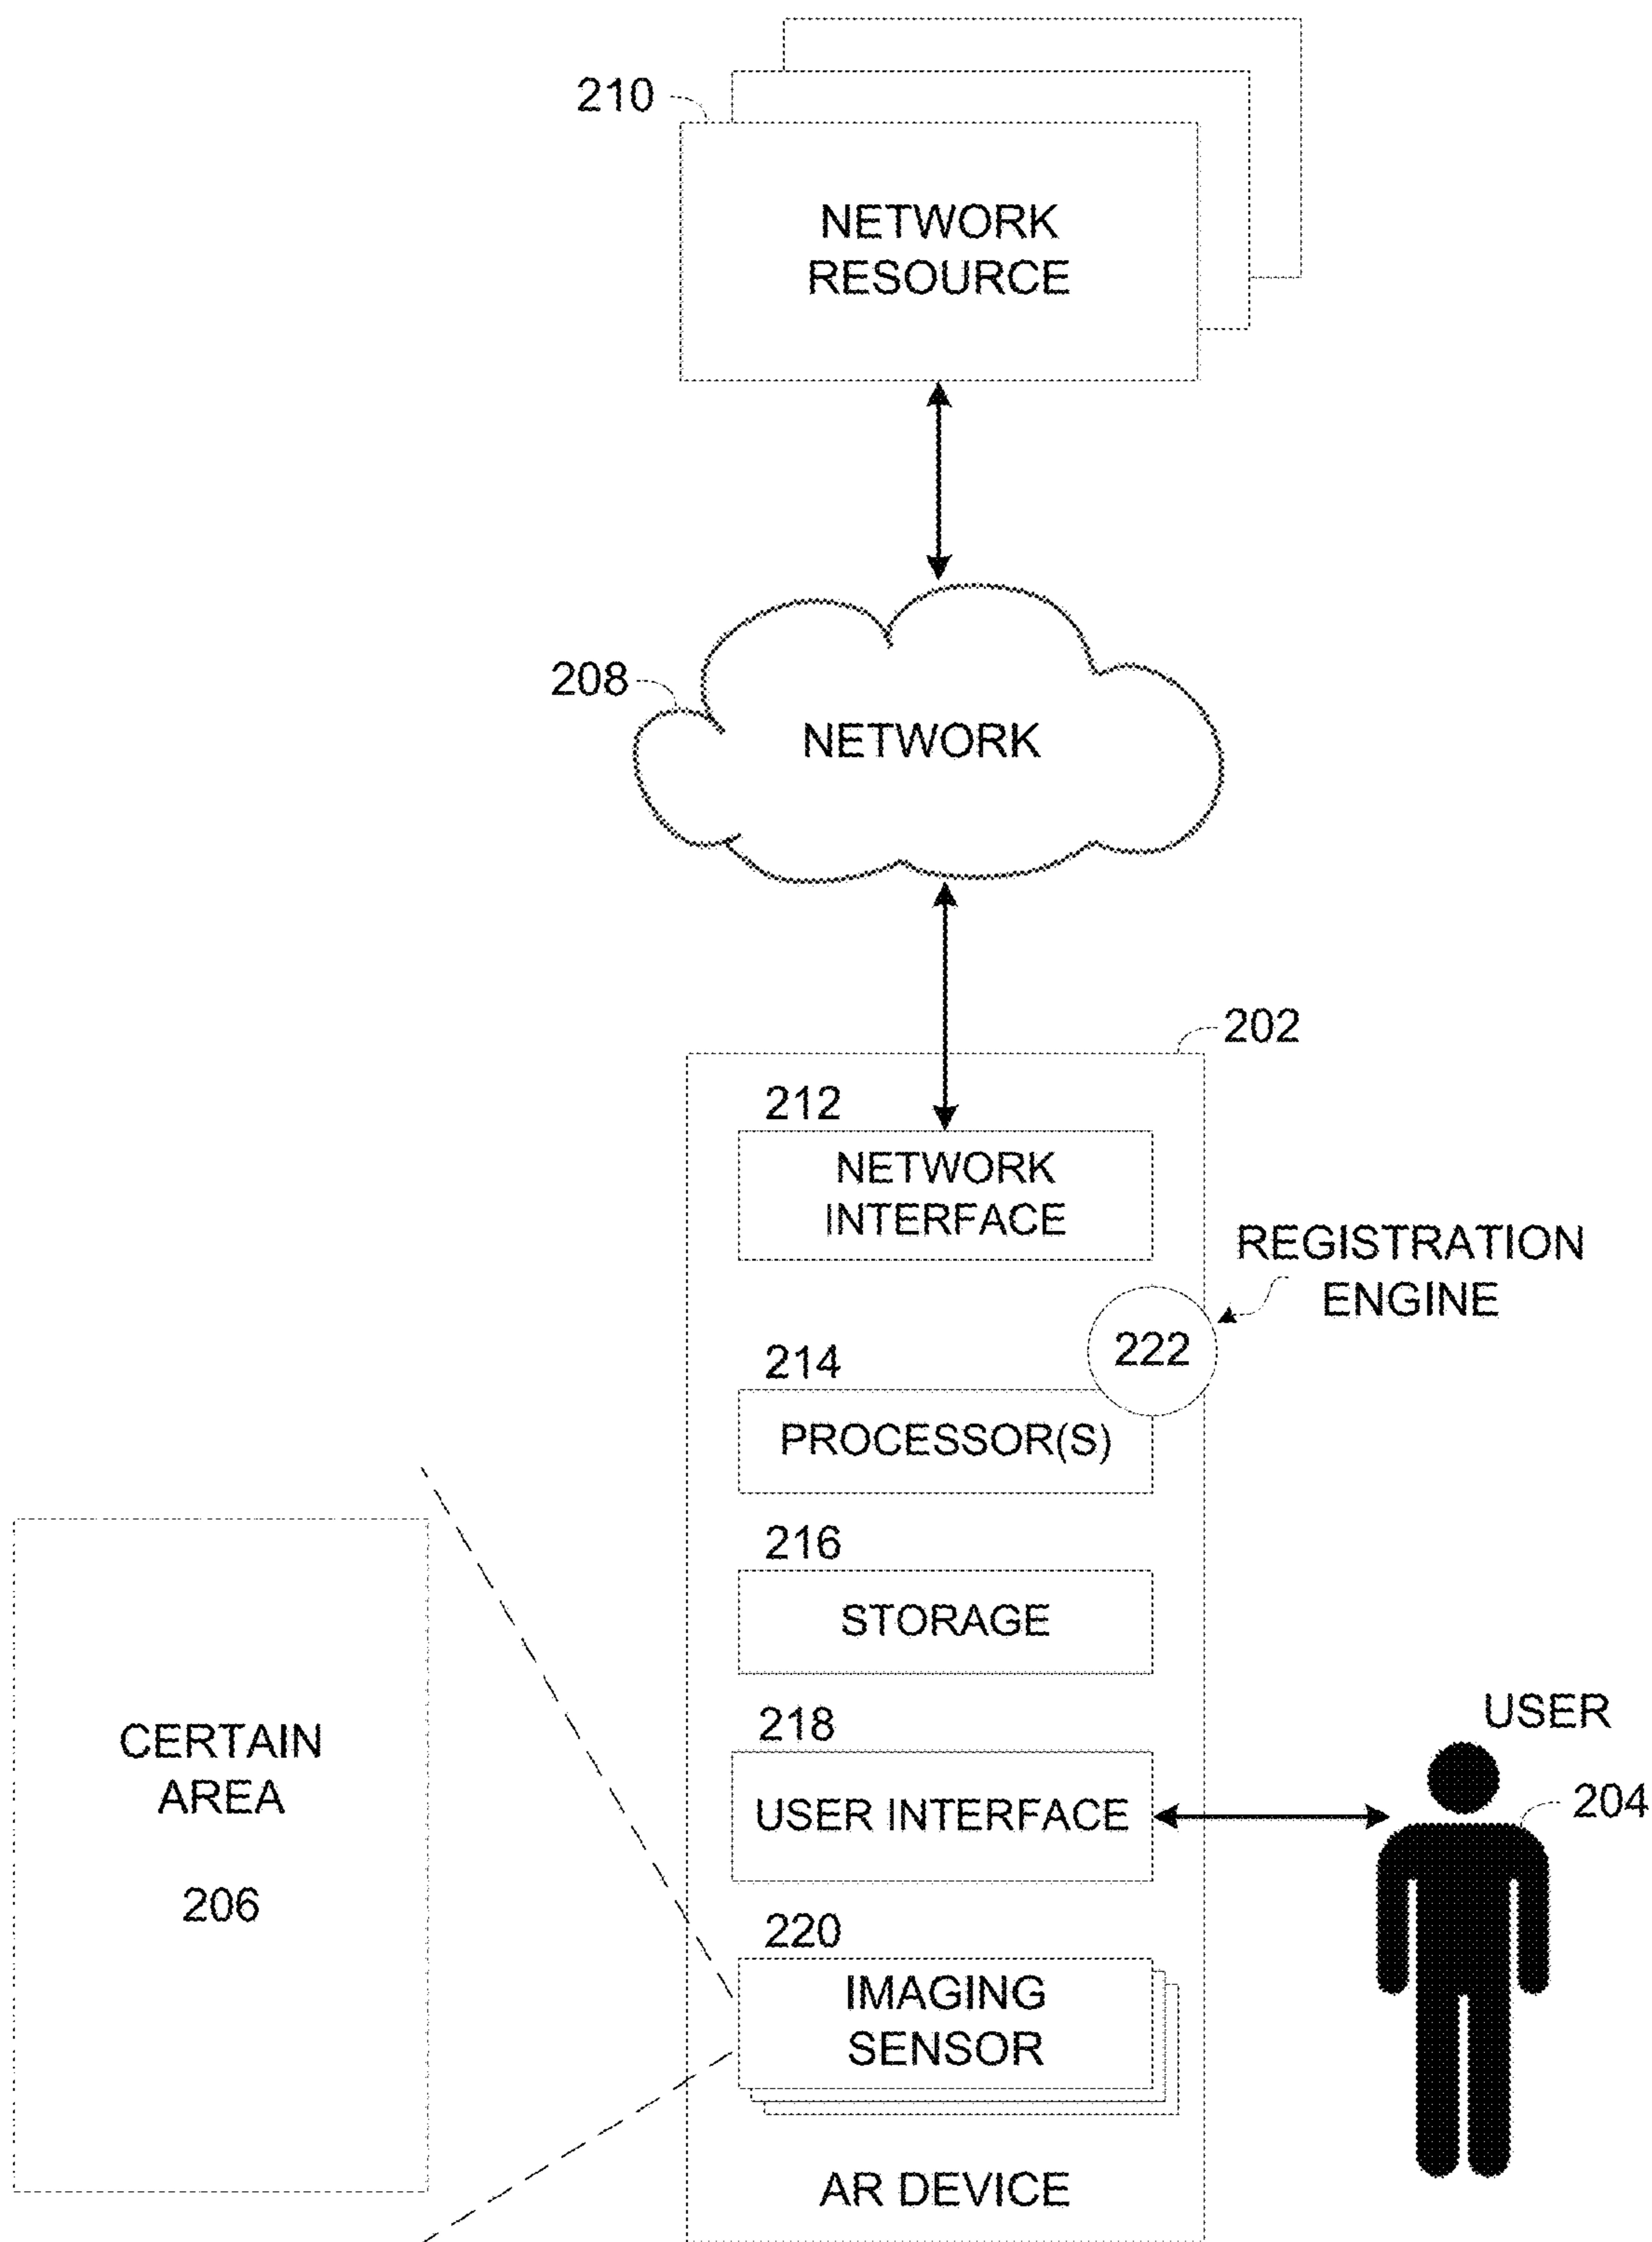 210
NETWORK
RESOURCE
208
NETWORK
202
212
NETWORK
INTERFACE
REGISTRATION
ENGINE
222
214
PROCESSOR(S)
216
STORAGE
CERTAIN
AREA
206
218
USER INTERFACE
USER
204
220
IMAGING
SENSOR
AR DEVICE